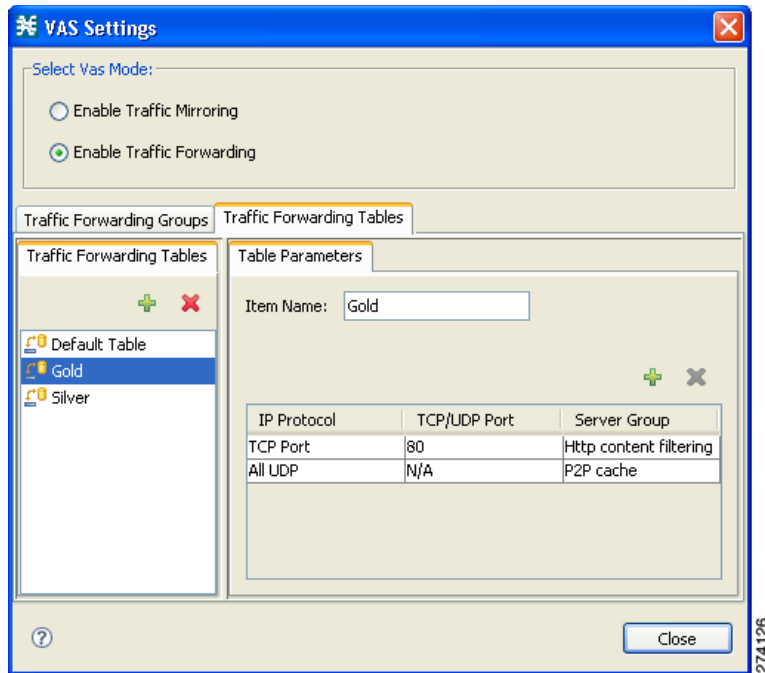 VAS Settings
Select Vas Mode:
Enable Traffic Mirroring
Enable Traffic Forwarding
Traffic Forwarding Groups
Traffic Forwarding Tables
Traffic Forwarding Tables
Table Parameters
Item Name: Gold
Default Table
Gold
Silver
IP Protocol TCP/UDP Port Server Group
TCP Port 80 Http content filtering
All UDP N/A P2P cache
Close
274126